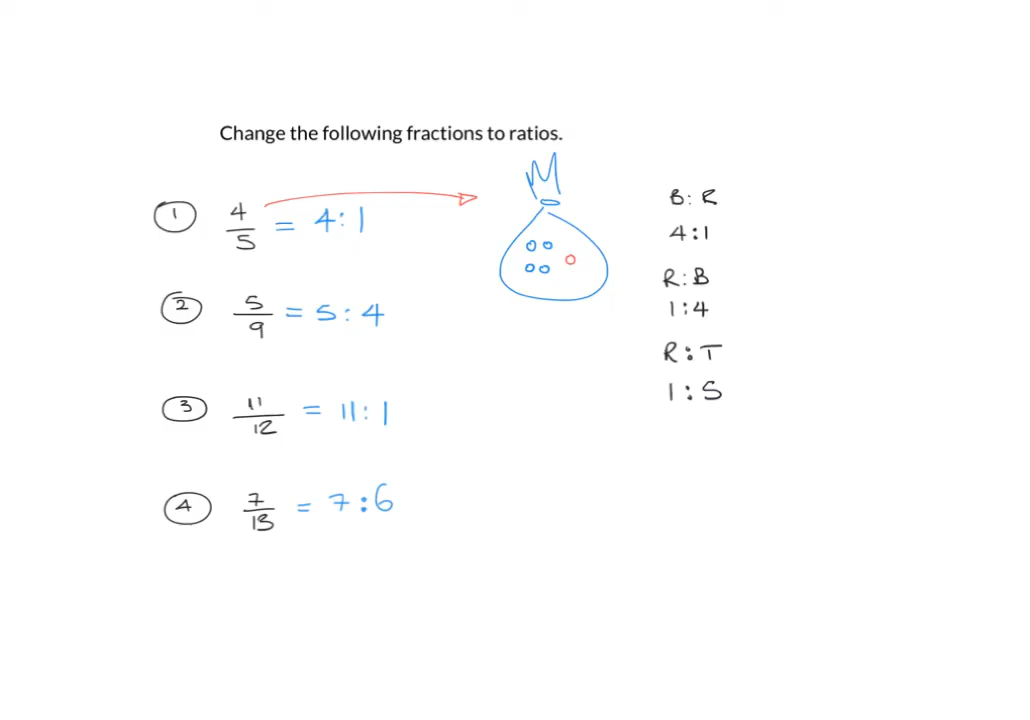 Change the following fractions to ratios.
① 4/5 = 4:1
② 5/9 = 5:4
③ 11/12 = 11:1
④ 7/13 = 7:6
B:R
4:1
R:B
1:4
R:T
1:5